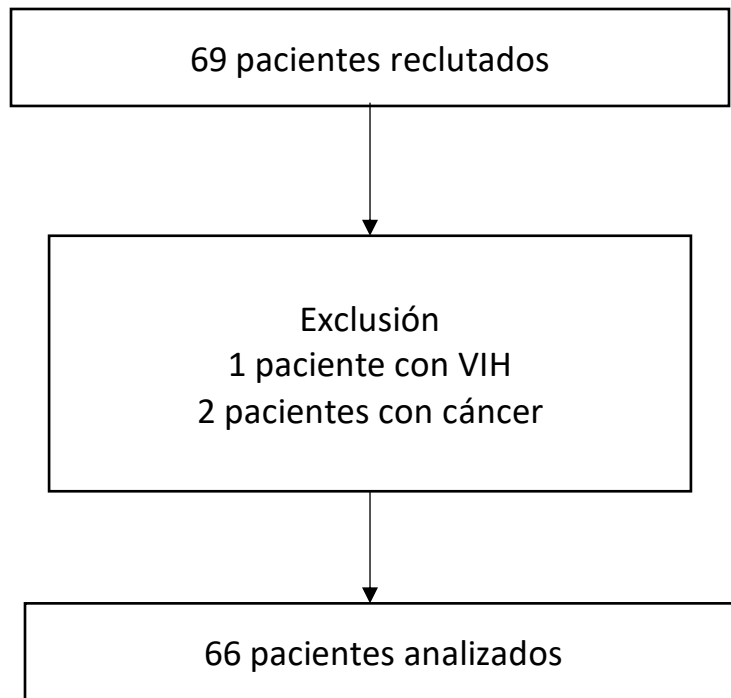 69 pacientes reclutados
Exclusión
1 paciente con VIH
2 pacientes con cáncer
66 pacientes analizados